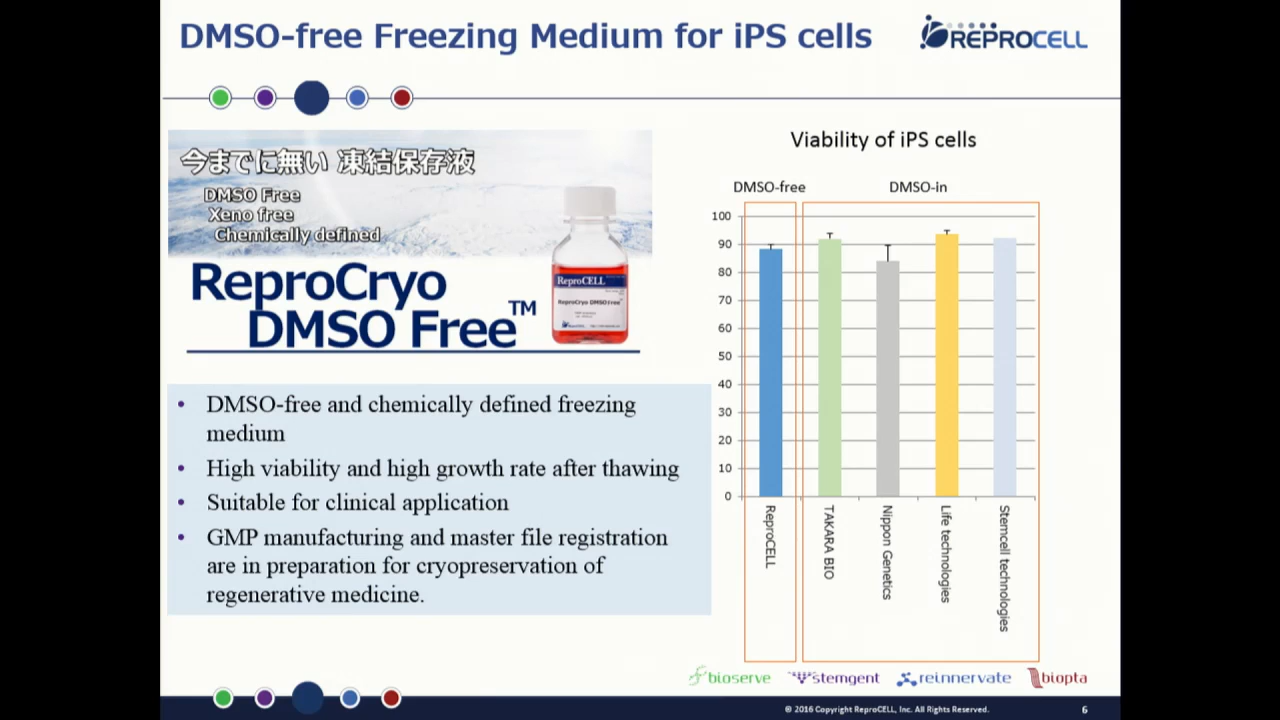 DMSO-free Freezing Medium for iPS cells
REPROCELL
今までに無い 凍結保存液
DMSO Free
Xeno free
Chemically defined
ReproCryo
DMSO Free™
ReproCELL
ReproCryo DMSO free™
• DMSO-free and chemically defined freezing
medium
• High viability and high growth rate after thawing
• Suitable for clinical application
• GMP manufacturing and master file registration
are in preparation for cryopreservation of
regenerative medicine.
Viability of iPS cells
DMSO-free
DMSO-in
100
90
80
70
60
50
40
30
20
10
0
ReproCELL
TAKARA BIO
Nippon Genetics
Life technologies
Stemcell technologies
bioserve
stemgent
reinnervate
biopta
© 2016 Copyright ReproCELL, Inc. All Rights Reserved.
6